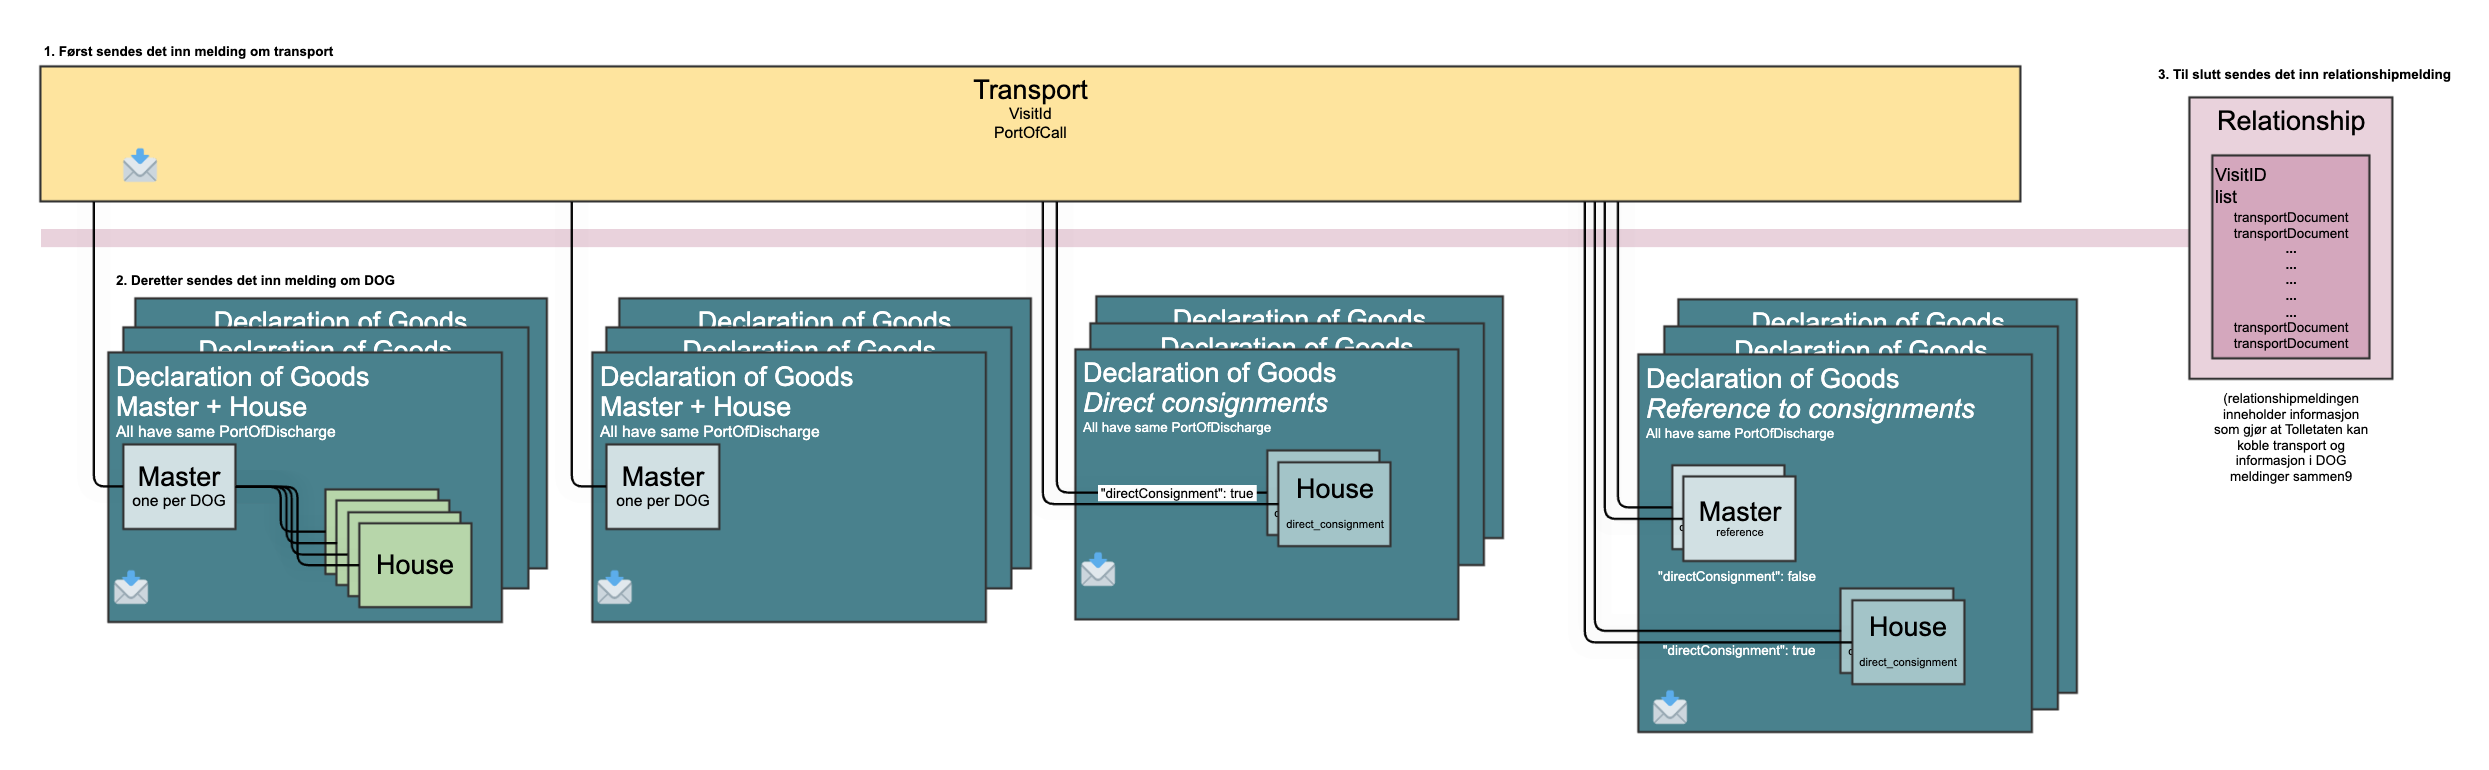 1. Først sendes det inn melding om transport
Transport
VisitId
PortOfCall
3. Til slutt sendes det inn relationshipmelding
Relationship
VisitID
list
transportDocument
transportDocument
...
...
...
...
...
transportDocument
transportDocument
(relationshipmeldingen
inneholder informasjon
som gjør at Tolletaten kan
koble transport og
informasjon i DOG
meldinger sammen9
2. Deretter sendes det inn melding om DOG
Declaration of Goods
Declaration of Goods
Declaration of Goods
Master + House
All have same PortOfDischarge
Master
one per DOG
House
Declaration of Goods
Declaration of Goods
Declaration of Goods
Master + House
All have same PortOfDischarge
Master
one per DOG
Declaration of Goods
Declaration of Goods
Declaration of Goods
Direct consignments
All have same PortOfDischarge
"directConsignment": true
House
direct_consignment
Declaration of Goods
Declaration of Goods
Declaration of Goods
Reference to consignments
All have same PortOfDischarge
Master
reference
"directConsignment": false
House
"directConsignment": true
direct_consignment